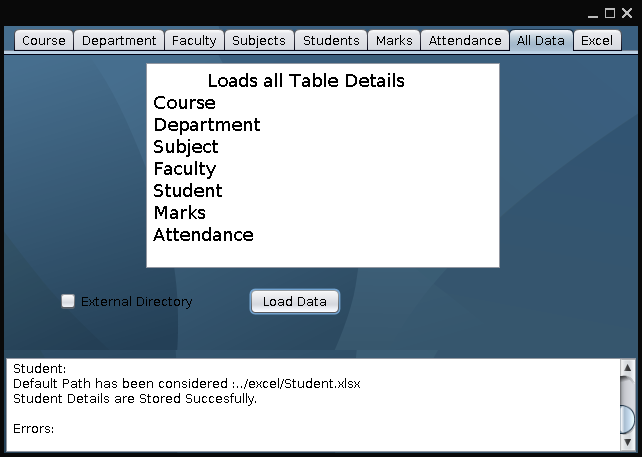 Course Department Faculty Subjects Students Marks Attendance All Data Excel
Loads all Table Details
Course
Department
Subject
Faculty
Student
Marks
Attendance
External Directory Load Data
Student:
Default Path has been considered :../excel/Student.xlsx
Student Details are Stored Succesfully.
Errors: